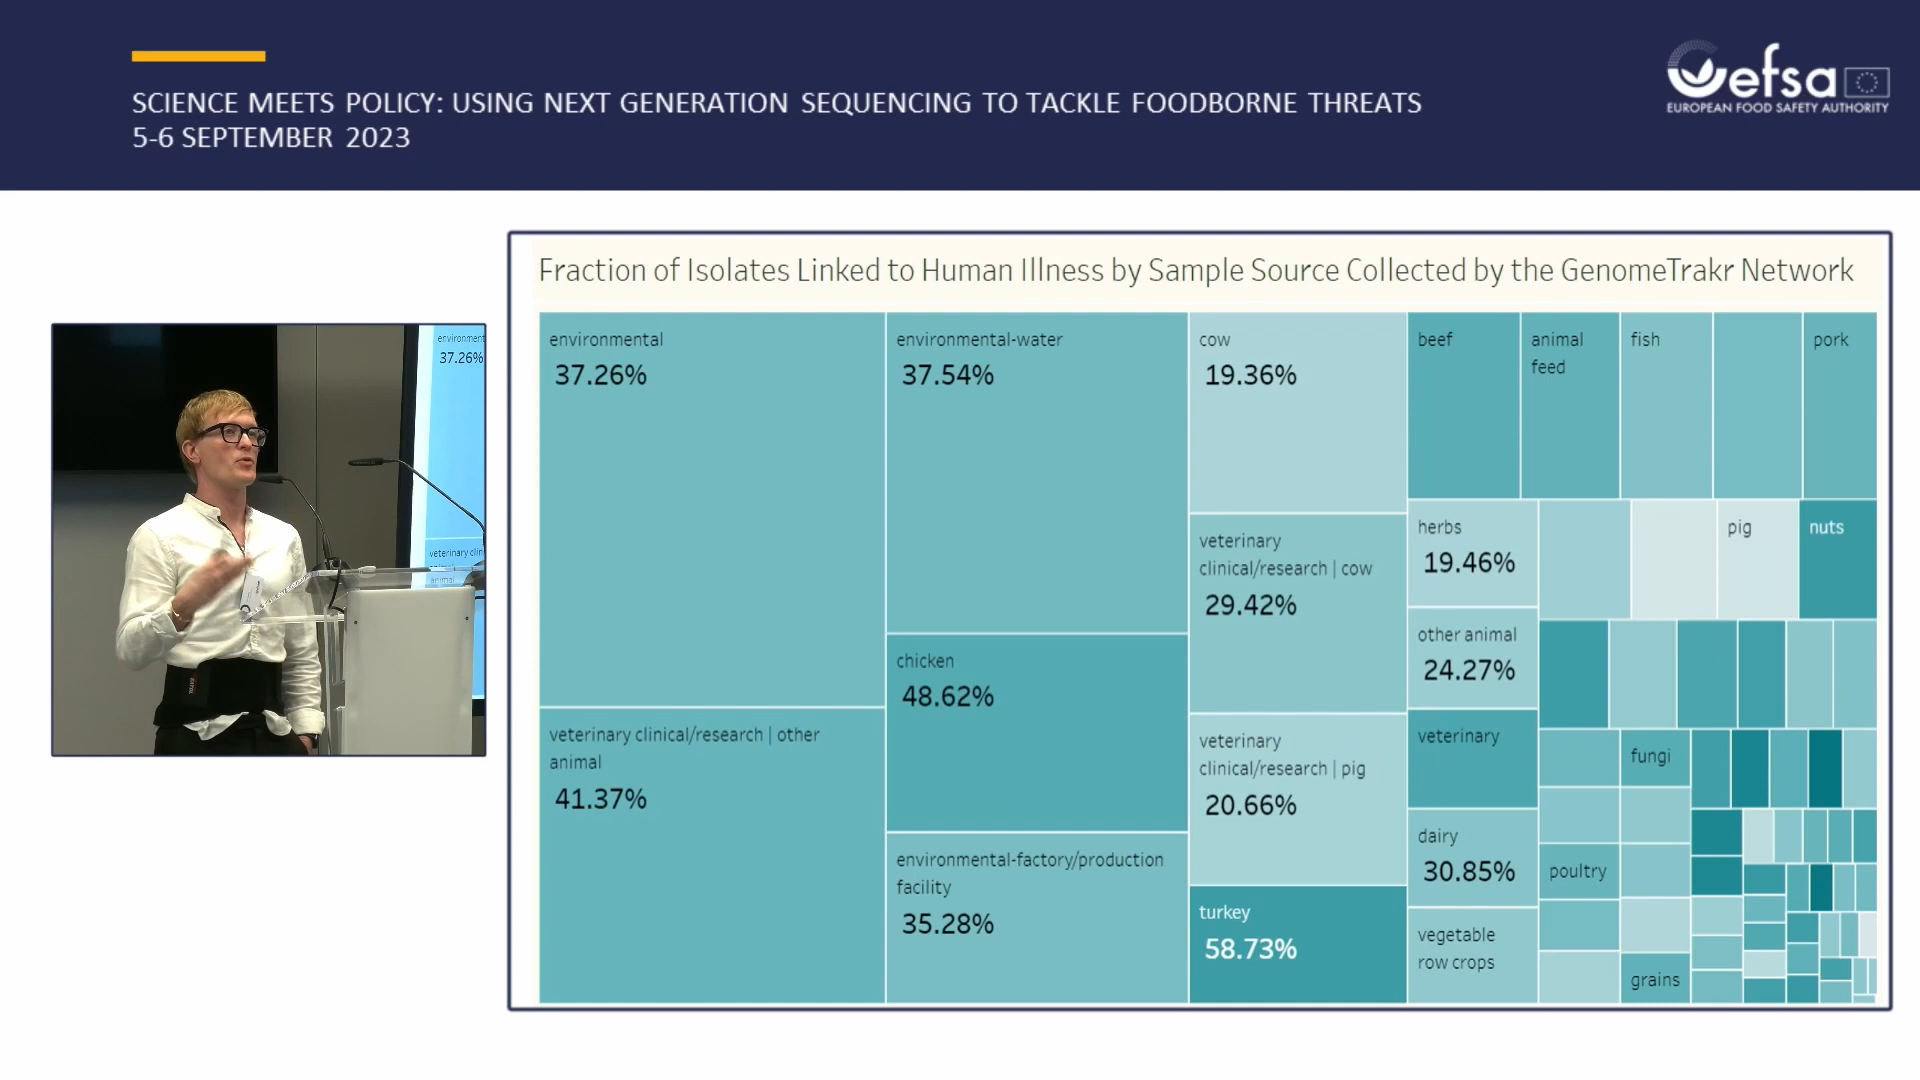 SCIENCE MEETS POLICY: USING NEXT GENERATION SEQUENCING TO TACKLE FOODBORNE THREATS
5-6 SEPTEMBER 2023
efsa
EUROPEAN FOOD SAFETY AUTHORITY
Fraction of Isolates Linked to Human Illness by Sample Source Collected by the GenomeTrakr Network
environmental
37.26%
veterinary clinical/research | other
animal
41.37%
environmental-water
37.54%
chicken
48.62%
environmental-factory/production
facility
35.28%
cow
19.36%
veterinary
clinical/research | cow
29.42%
veterinary
clinical/research | pig
20.66%
turkey
58.73%
beef
animal
feed
fish
pork
herbs
19.46%
pig
nuts
other animal
24.27%
veterinary
fungi
dairy
30.85%
poultry
vegetable
row crops
grains
environment
37.26%
veterinary clin
animal